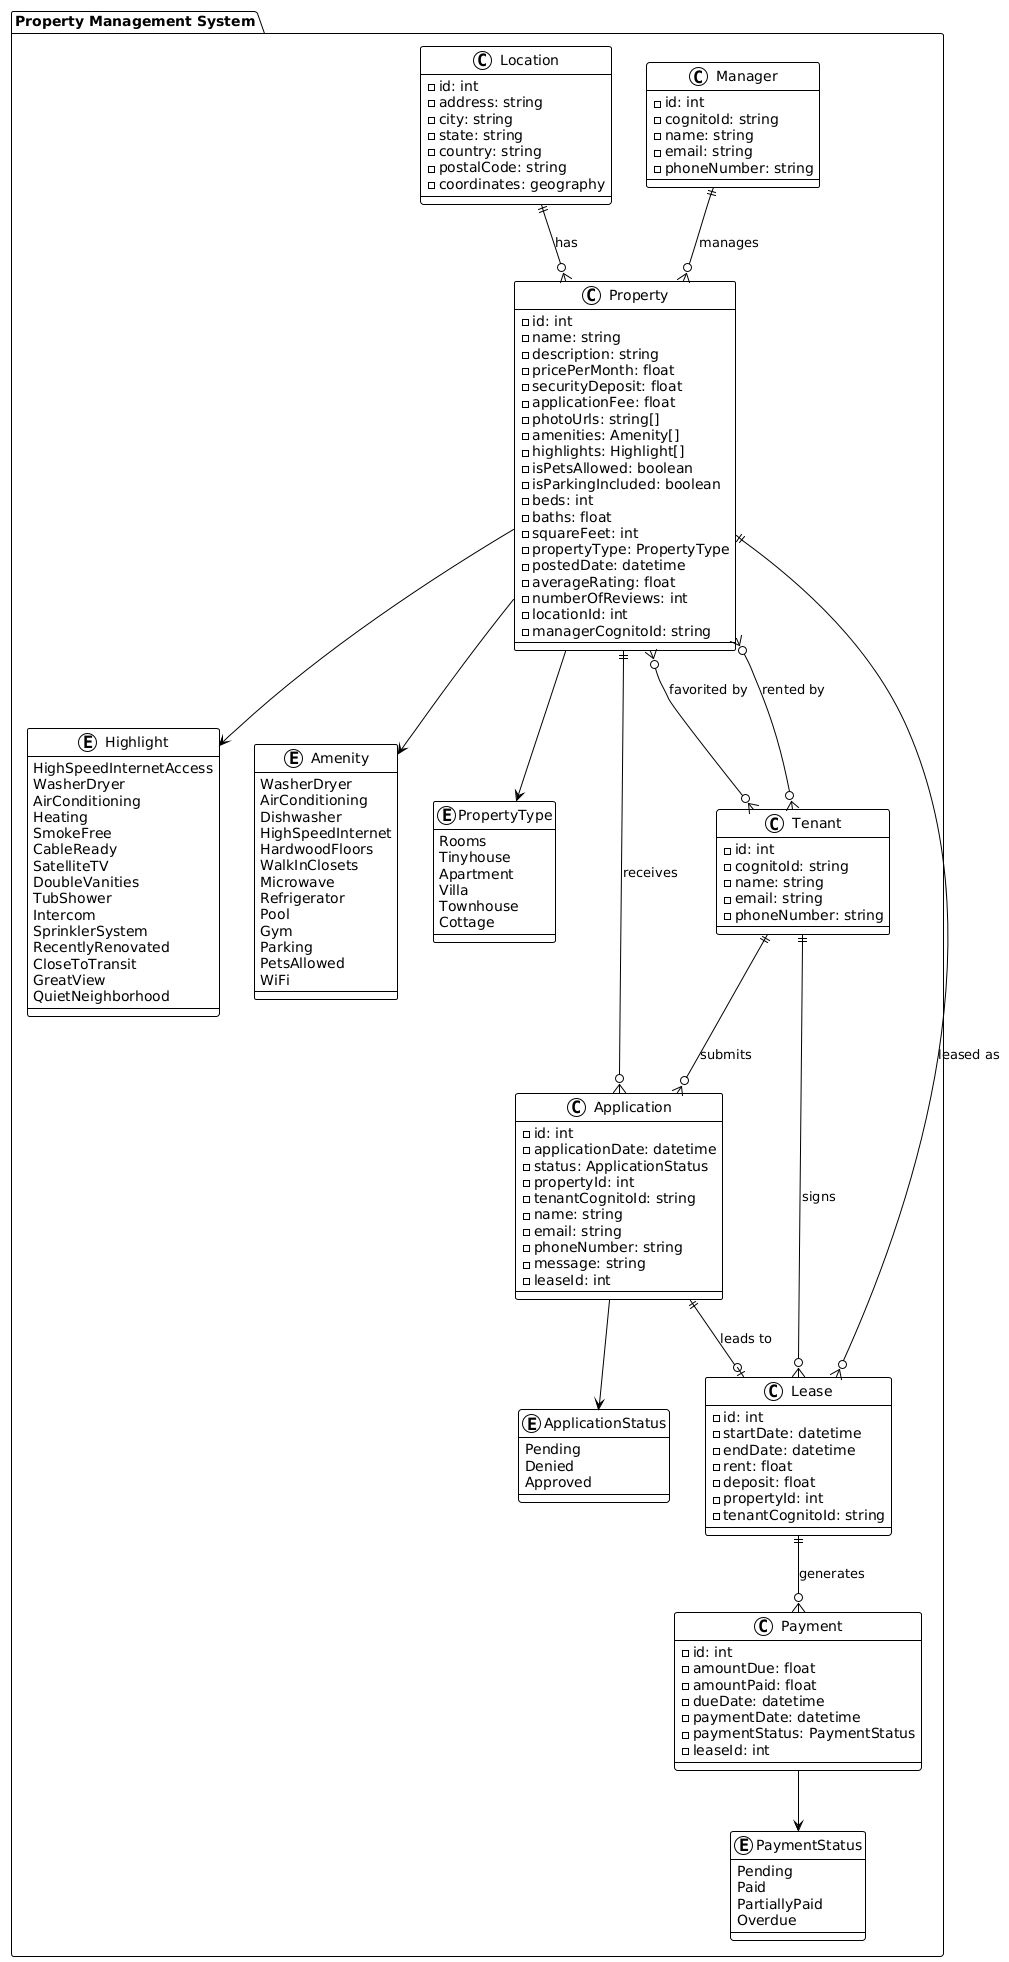 Property Management System
C Location
id: int
address: string
city: string
state: string
country: string
postalCode: string
coordinates: geography
C Manager
id: int
cognitoId: string
name: string
email: string
phoneNumber: string
has
manages
C Property
id: int
name: string
description: string
pricePerMonth: float
securityDeposit: float
applicationFee: float
photoUrls: string[]
amenities: Amenity[]
highlights: Highlight[]
isPetsAllowed: boolean
isParkingIncluded: boolean
beds: int
baths: float
squareFeet: int
propertyType: PropertyType
postedDate: datetime
averageRating: float
numberOfReviews: int
locationId: int
managerCognitoId: string
favorited by
rented by
E Highlight
HighSpeedInternetAccess
WasherDryer
AirConditioning
Heating
SmokeFree
CableReady
SatelliteTV
DoubleVanities
TubShower
Intercom
SprinklerSystem
RecentlyRenovated
CloseToTransit
GreatView
QuietNeighborhood
E Amenity
WasherDryer
AirConditioning
Dishwasher
HighSpeedInternet
HardwoodFloors
WalkInClosets
Microwave
Refrigerator
Pool
Gym
Parking
PetsAllowed
WiFi
E PropertyType
Rooms
Tinyhouse
Apartment
Villa
Townhouse
Cottage
receives
C Tenant
id: int
cognitoId: string
name: string
email: string
phoneNumber: string
submits
leased as
C Application
id: int
applicationDate: datetime
status: ApplicationStatus
propertyId: int
tenantCognitoId: string
name: string
email: string
phoneNumber: string
message: string
leaseId: int
signs
leads to
E ApplicationStatus
Pending
Denied
Approved
C Lease
id: int
startDate: datetime
endDate: datetime
rent: float
deposit: float
propertyId: int
tenantCognitoId: string
generates
C Payment
id: int
amountDue: float
amountPaid: float
dueDate: datetime
paymentDate: datetime
paymentStatus: PaymentStatus
leaseId: int
E PaymentStatus
Pending
Paid
PartiallyPaid
Overdue